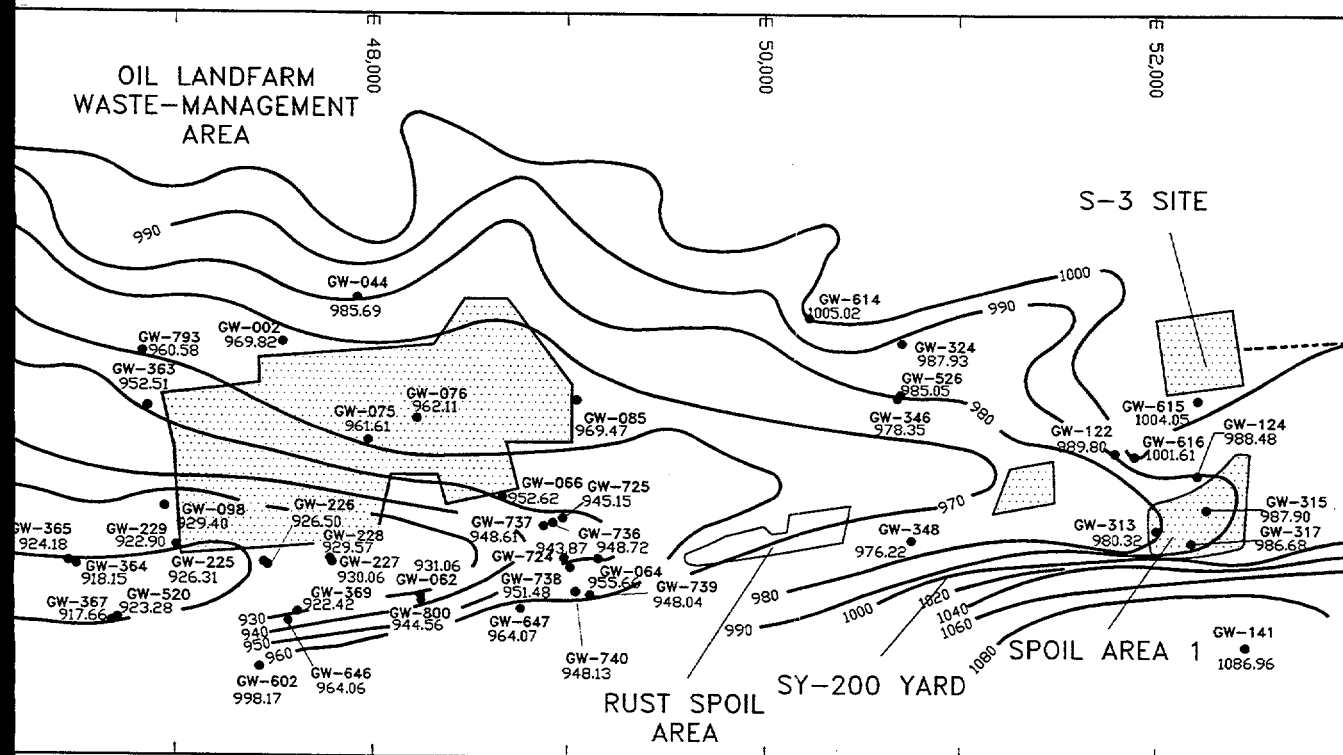 E 48,000
E 50,000
E 52,000
OIL LANDFARM
WASTE-MANAGEMENT
AREA
S-3 SITE
990
GW-044
985.69
GW-614
1005.02
1000
990
GW-793
960.58
GW-002
969.82
GW-363
952.51
GW-324
987.93
GW-526
985.05
GW-076
962.11
GW-075
961.61
GW-085
969.47
GW-346
978.35
980
GW-615
1004.05
GW-122
989.80
GW-616
1001.61
GW-124
988.48
GW-066
952.62
GW-725
945.15
970
GW-098
929.40
GW-226
926.50
GW-737
948.61
GW-736
948.72
GW-315
987.90
GW-365
924.18
GW-229
922.90
GW-228
929.57
GW-348
976.22
GW-313
980.32
GW-317
986.68
GW-364
918.15
GW-225
926.31
GW-227
930.06
931.06
GW-062
GW-724
943.87
GW-064
955.64
GW-367
917.66
GW-520
923.28
GW-369
922.42
GW-738
951.48
GW-739
948.04
930
940
950
960
GW-800
944.56
GW-647
964.07
980
990
1000
1020
1040
1060
1080
GW-602
998.17
GW-646
964.06
GW-740
948.13
GW-141
1086.96
SPOIL AREA 1
SY-200 YARD
RUST SPOIL
AREA